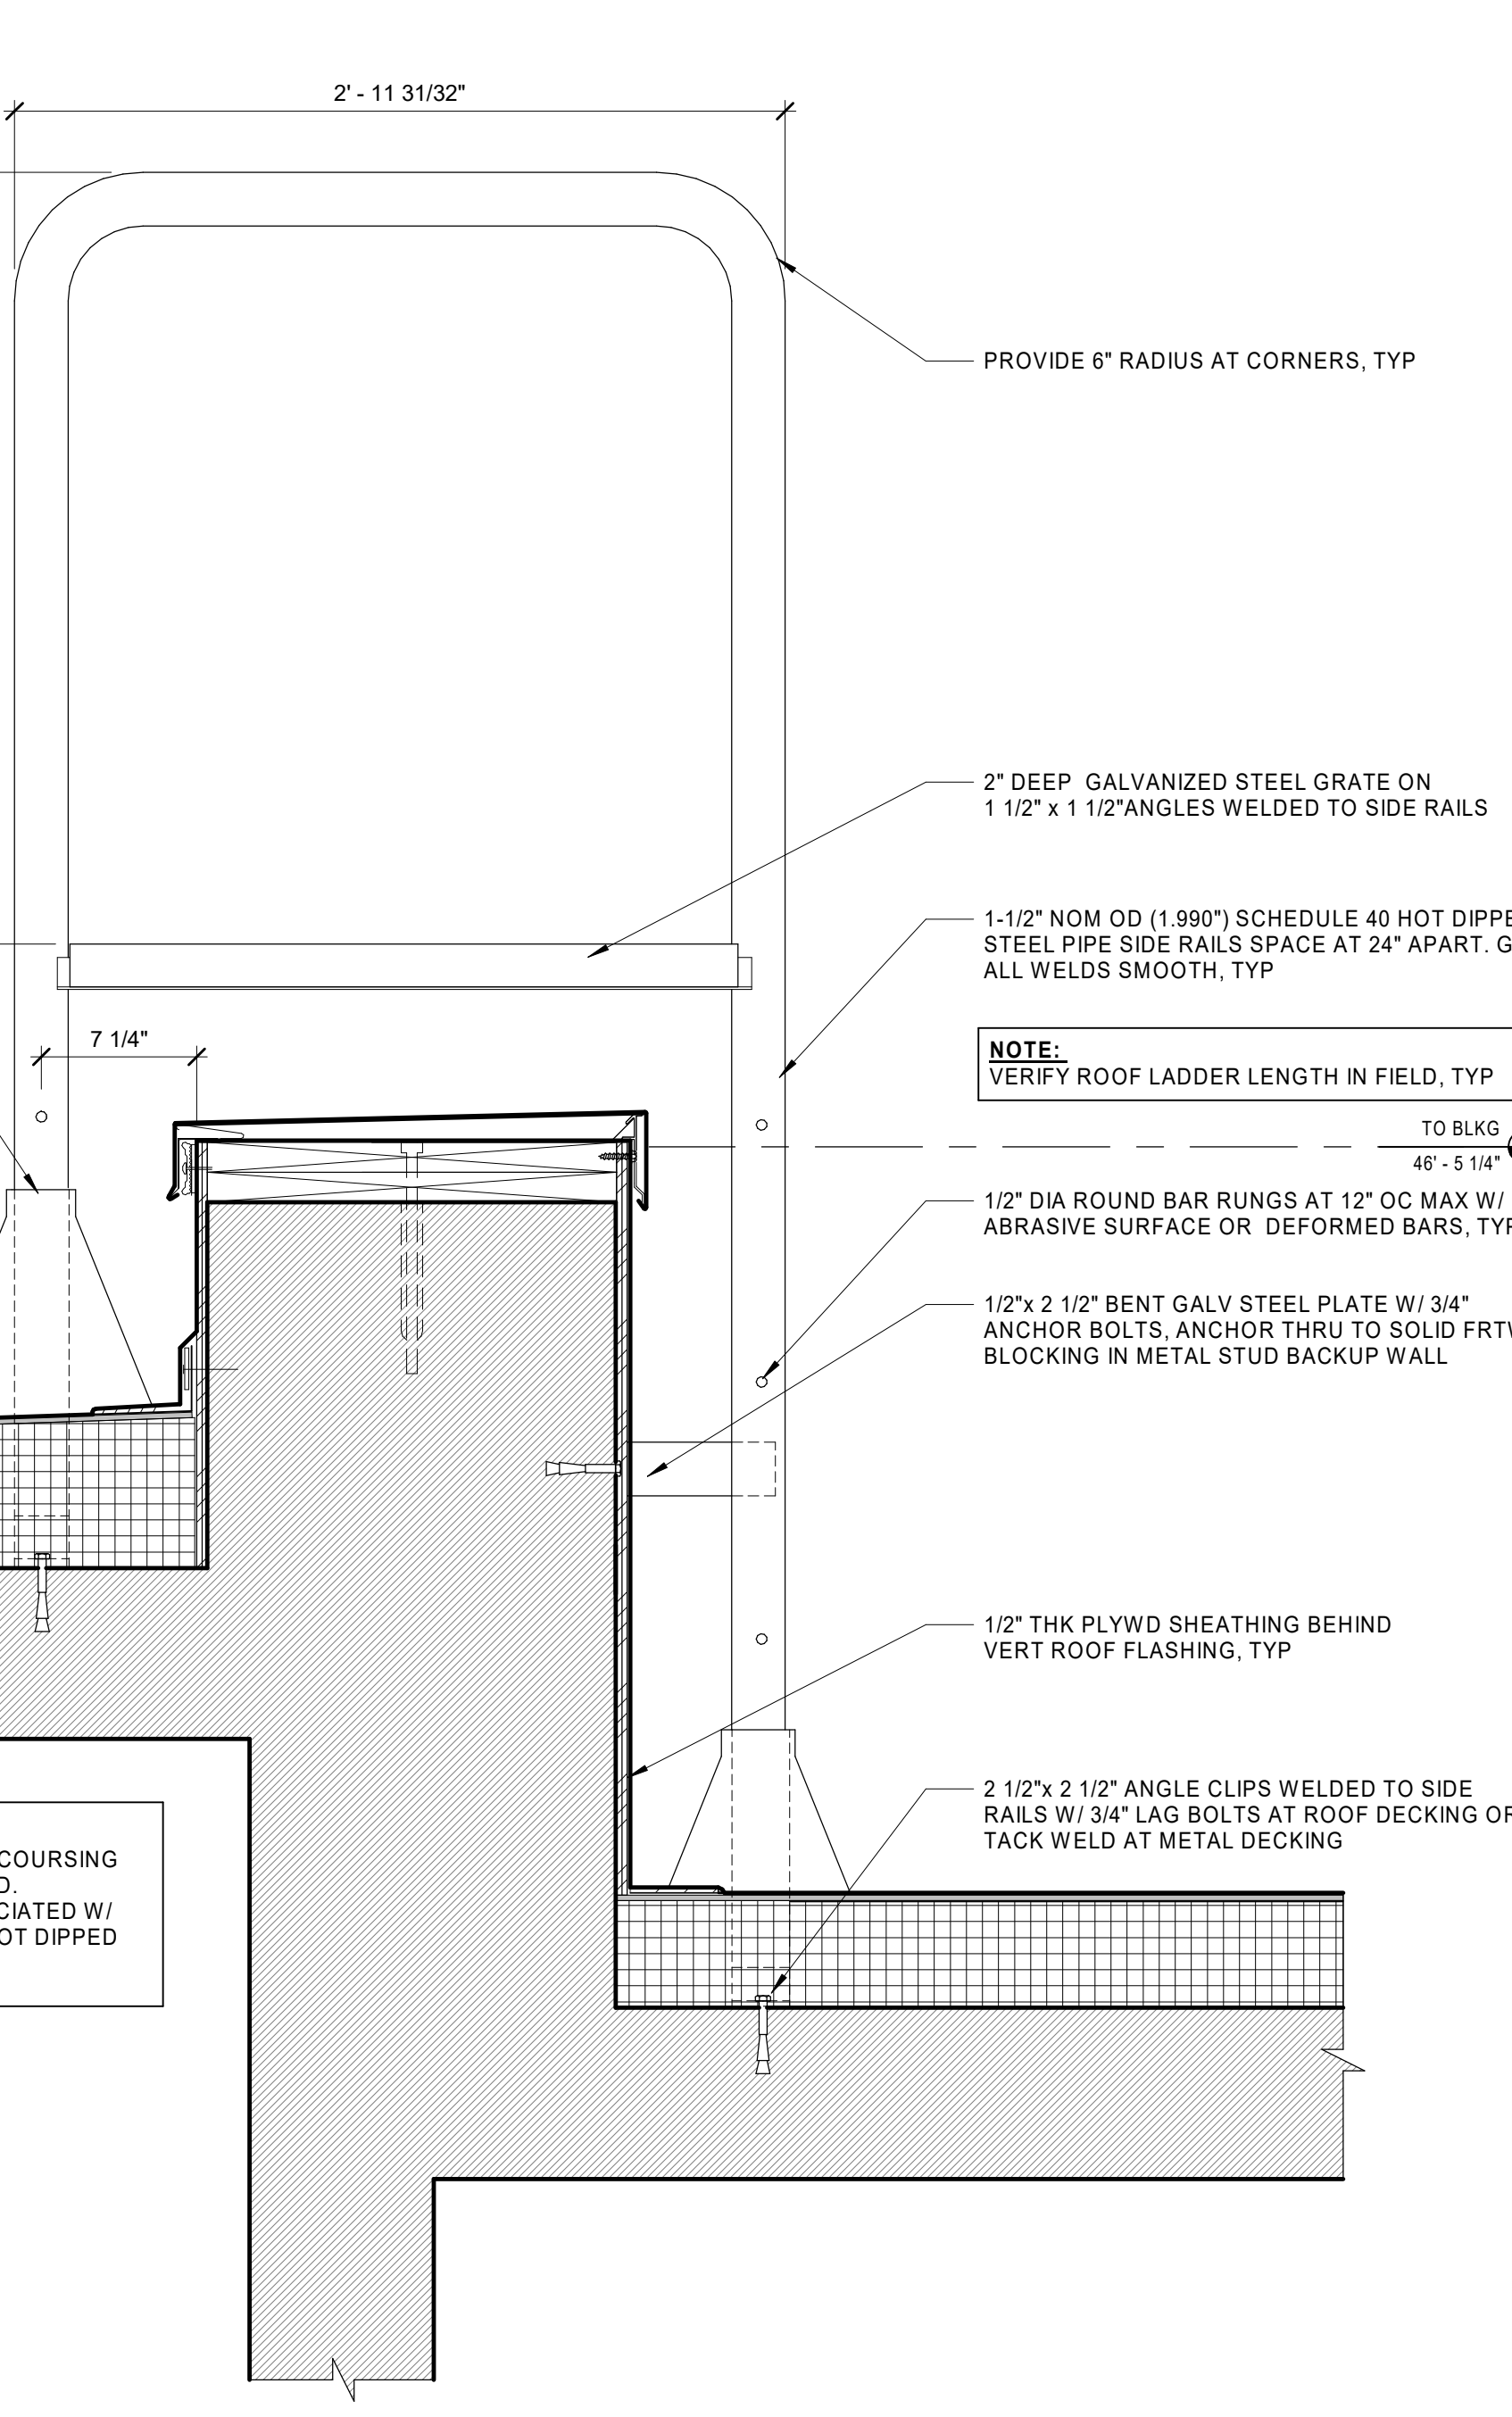 2' - 11 31/32"
PROVIDE 6" RADIUS AT CORNERS, TYP
2" DEEP GALVANIZED STEEL GRATE ON
1 1/2" x 1 1/2"ANGLES WELDED TO SIDE RAILS
1-1/2" NOM OD (1.990") SCHEDULE 40 HOT DIPPE
STEEL PIPE SIDE RAILS SPACE AT 24" APART. G
ALL WELDS SMOOTH, TYP
7 1/4"
NOTE:
VERIFY ROOF LADDER LENGTH IN FIELD, TYP
TO BLKG
46' - 5 1/4"
1/2" DIA ROUND BAR RUNGS AT 12" OC MAX W/
ABRASIVE SURFACE OR DEFORMED BARS, TYP
1/2"x 2 1/2" BENT GALV STEEL PLATE W/ 3/4"
ANCHOR BOLTS, ANCHOR THRU TO SOLID FRTW
BLOCKING IN METAL STUD BACKUP WALL
1/2" THK PLYWD SHEATHING BEHIND
VERT ROOF FLASHING, TYP
2 1/2"x 2 1/2" ANGLE CLIPS WELDED TO SIDE
RAILS W/ 3/4" LAG BOLTS AT ROOF DECKING OR
TACK WELD AT METAL DECKING
COURSING
D.
CIATED W/
OT DIPPED